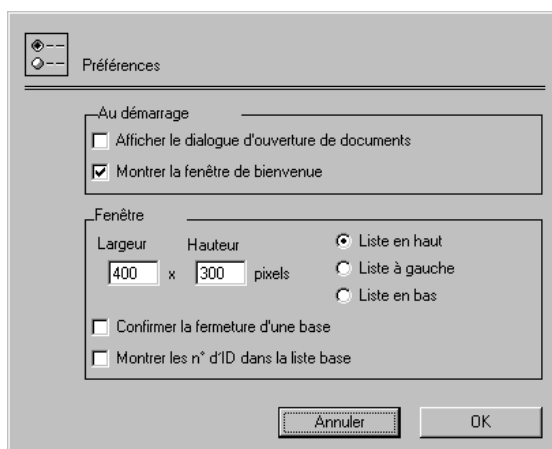 Préférences
Au démarrage
Afficher le dialogue d'ouverture de documents
Montrer la fenêtre de bienvenue
Fenêtre
Largeur Hauteur
400 x 300 pixels
Liste en haut
Liste à gauche
Liste en bas
Confirmer la fermeture d'une base
Montrer les n° d'ID dans la liste base
Annuler OK